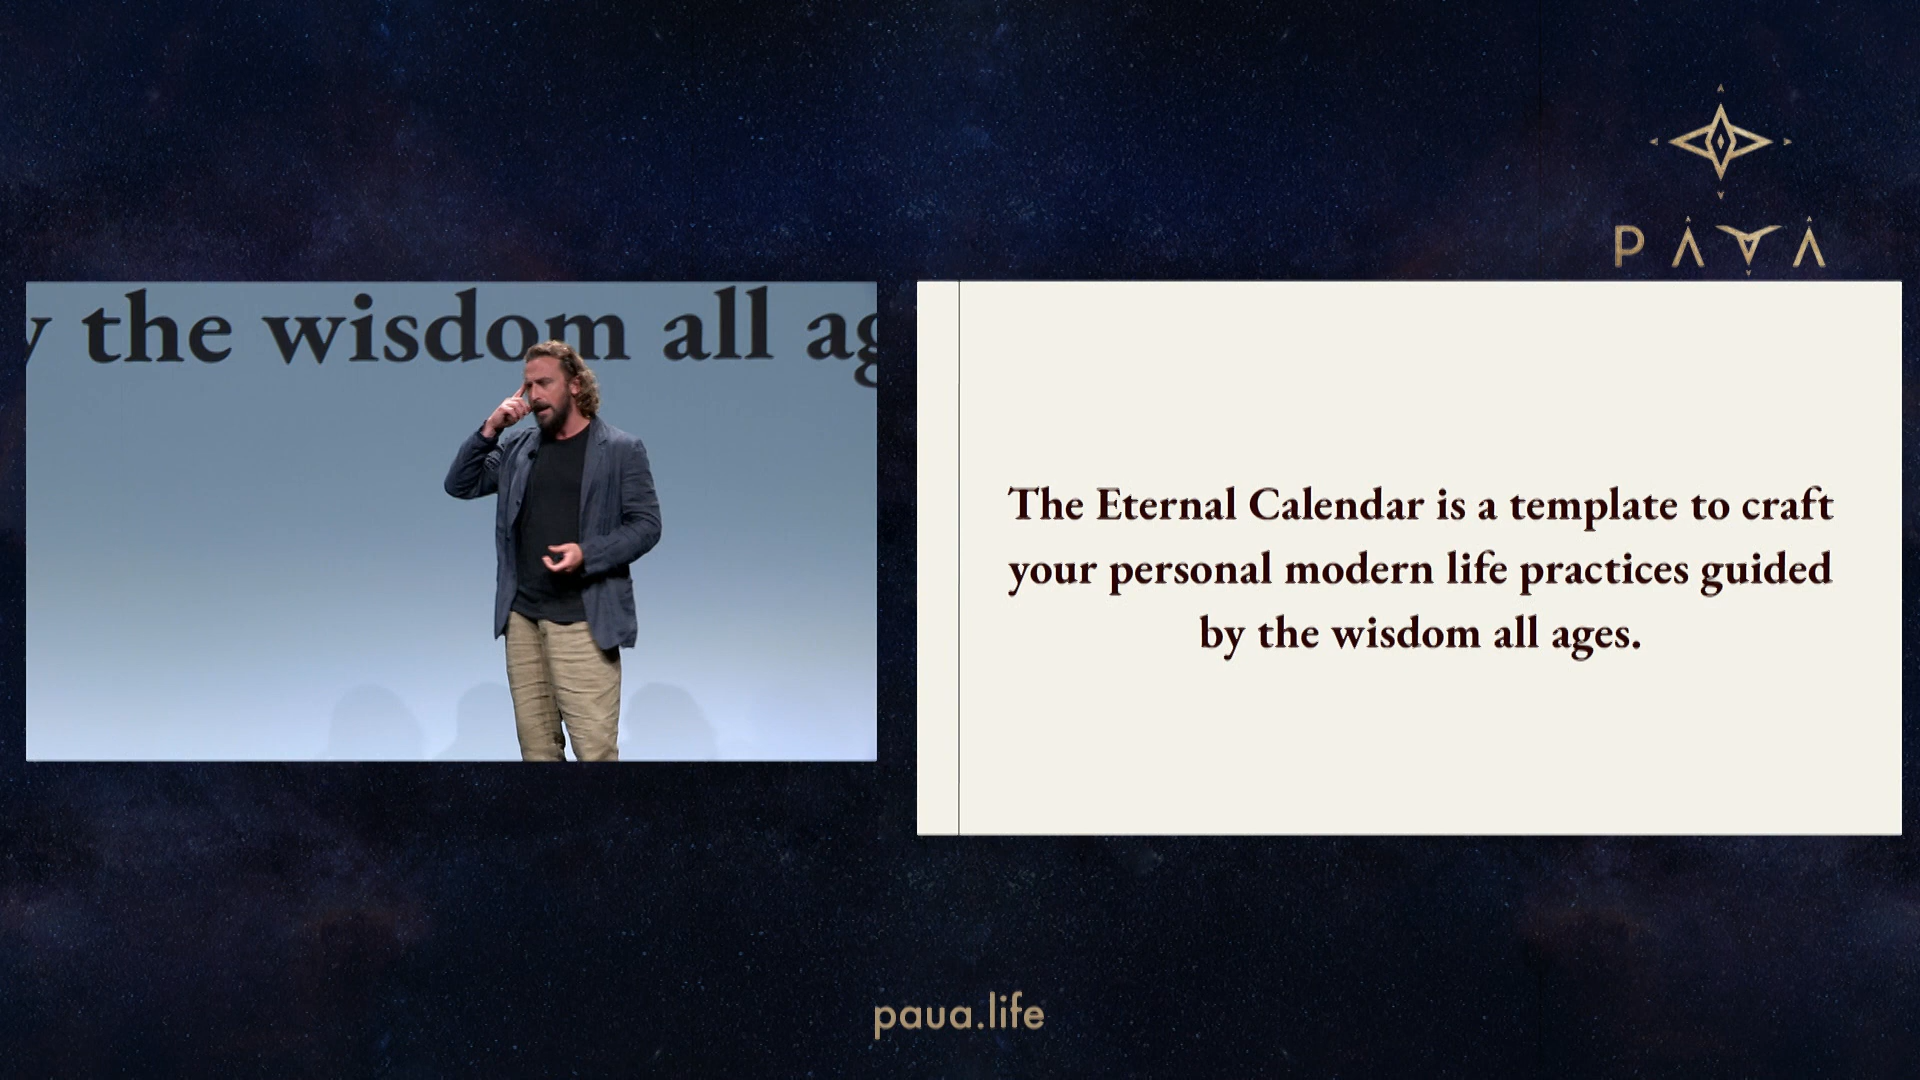 PAUA
y the wisdom all ag
The Eternal Calendar is a template to craft
your personal modern life practices guided
by the wisdom all ages.
paua.life